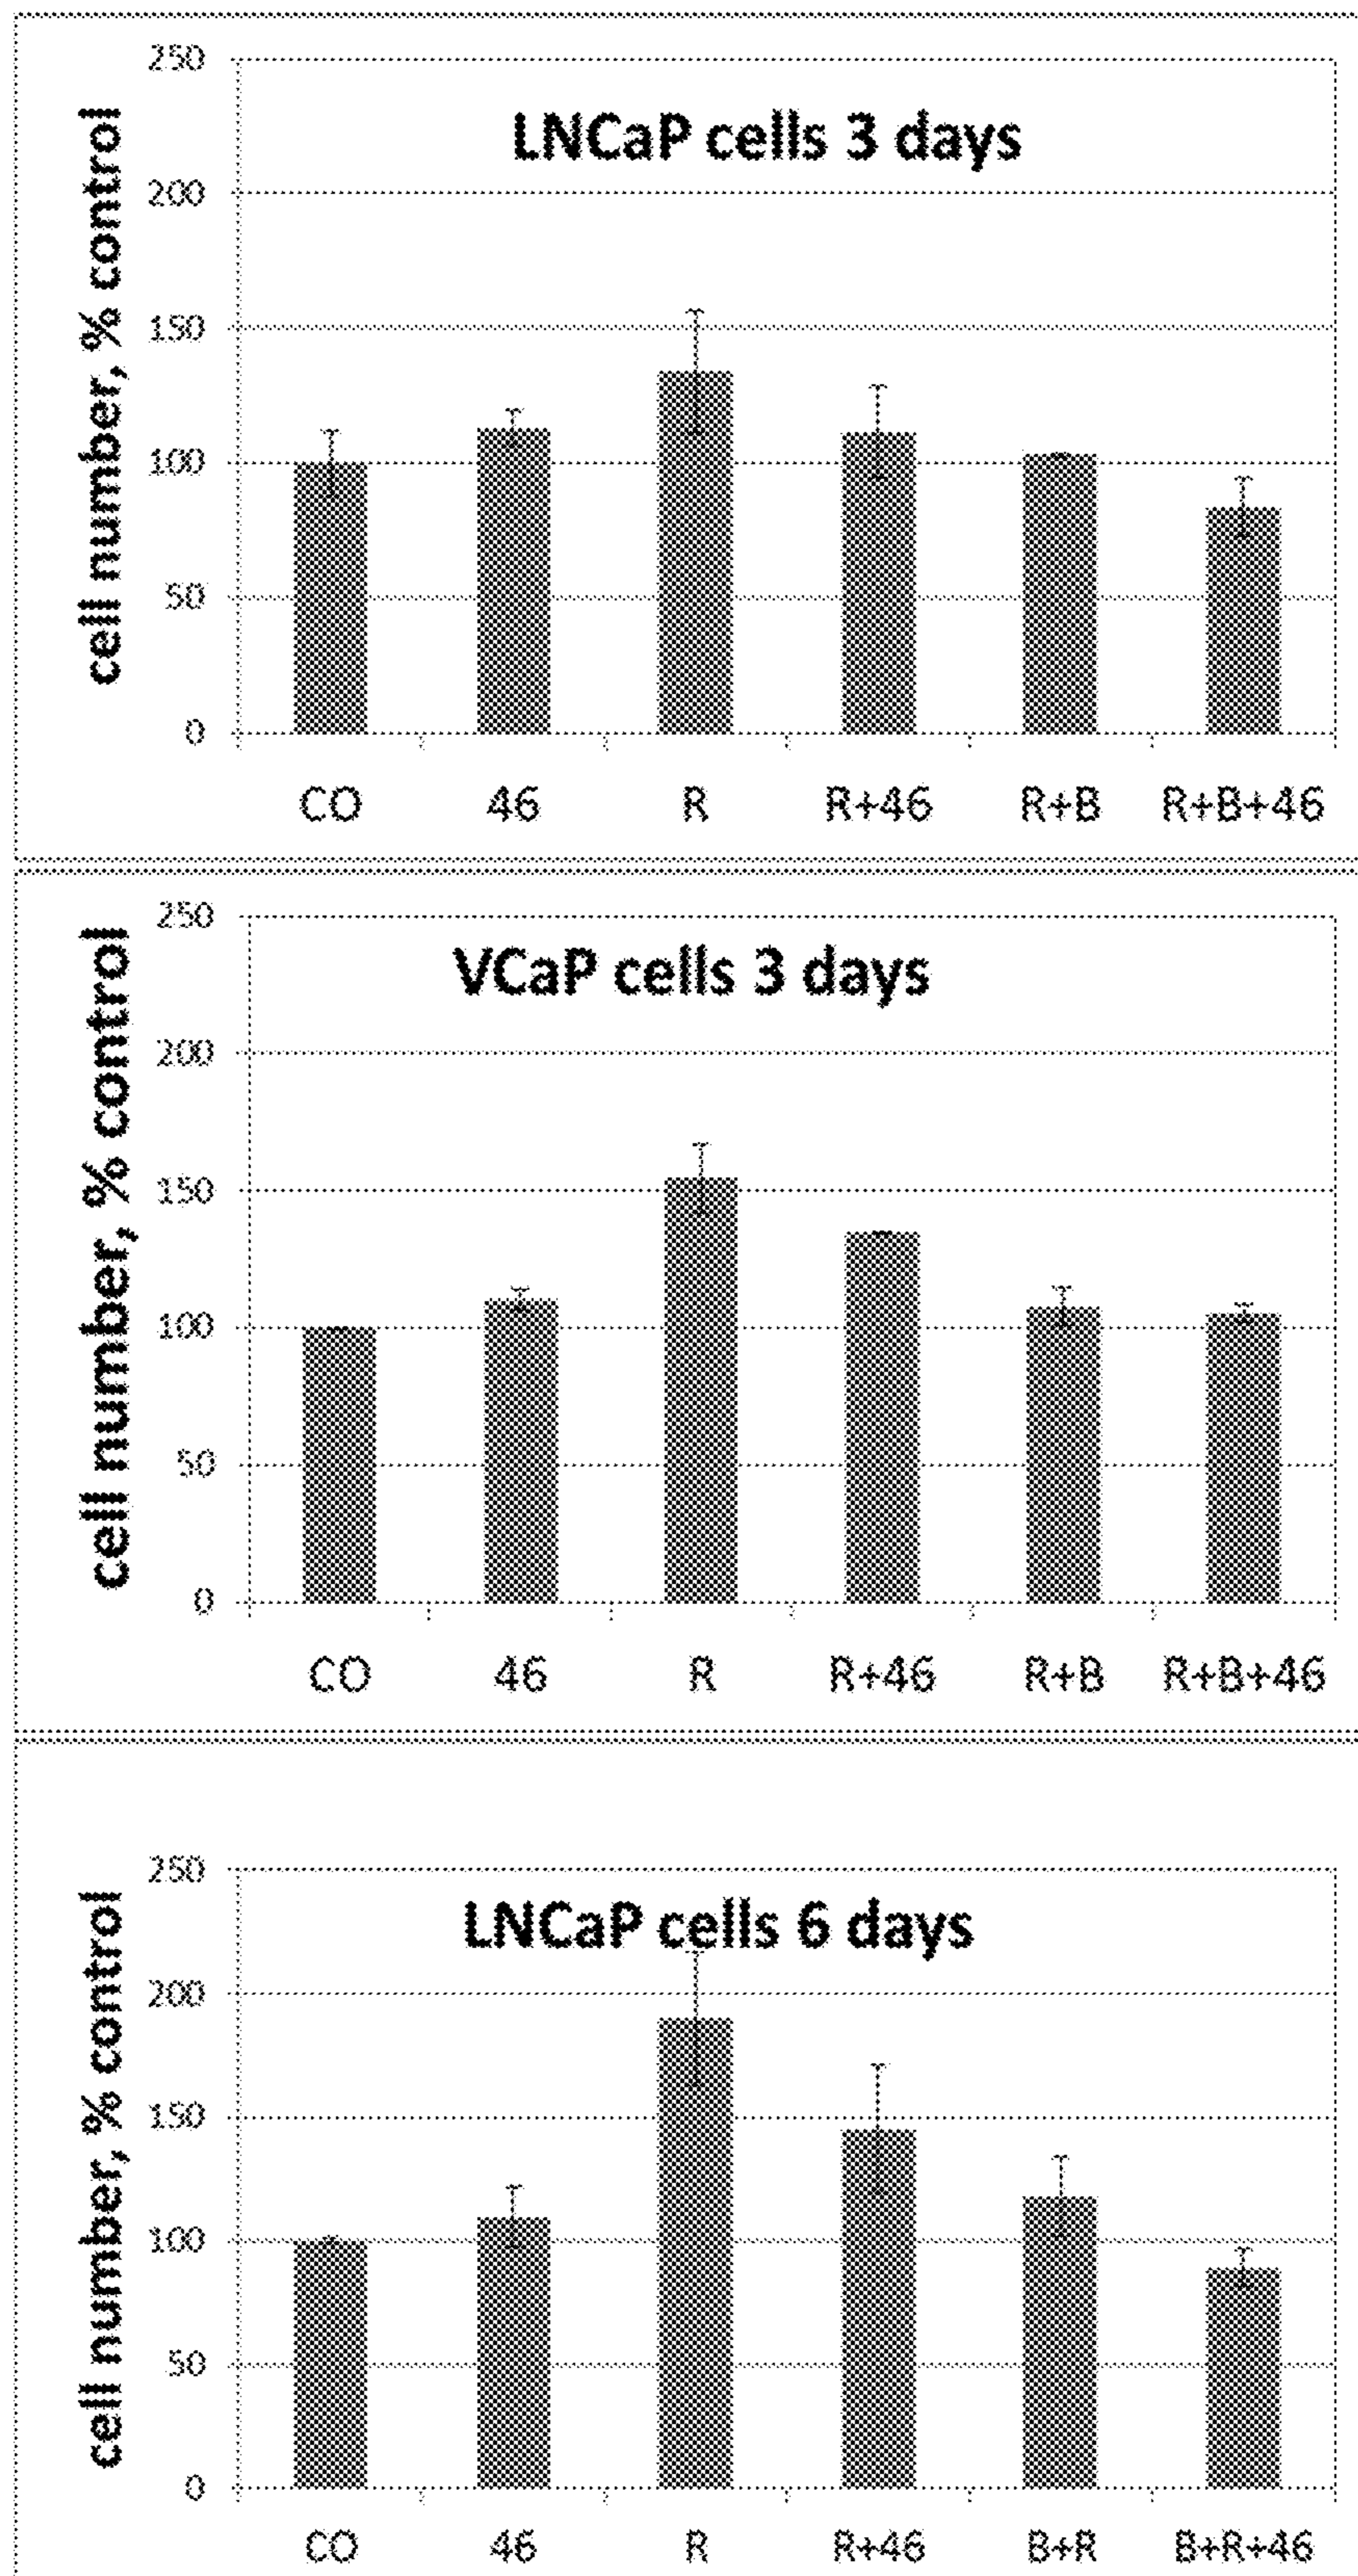 LNCaP cells 3 days
cell number, % control
250
200
150
100
50
0
CO 46 R R+46 R+B R+B+46
VCaP cells 3 days
cell number, % control
250
200
150
100
50
0
CO 46 R R+46 R+B R+B+46
LNCaP cells 6 days
cell number, % control
250
200
150
100
50
0
CO 46 R R+46 B+R B+R+46